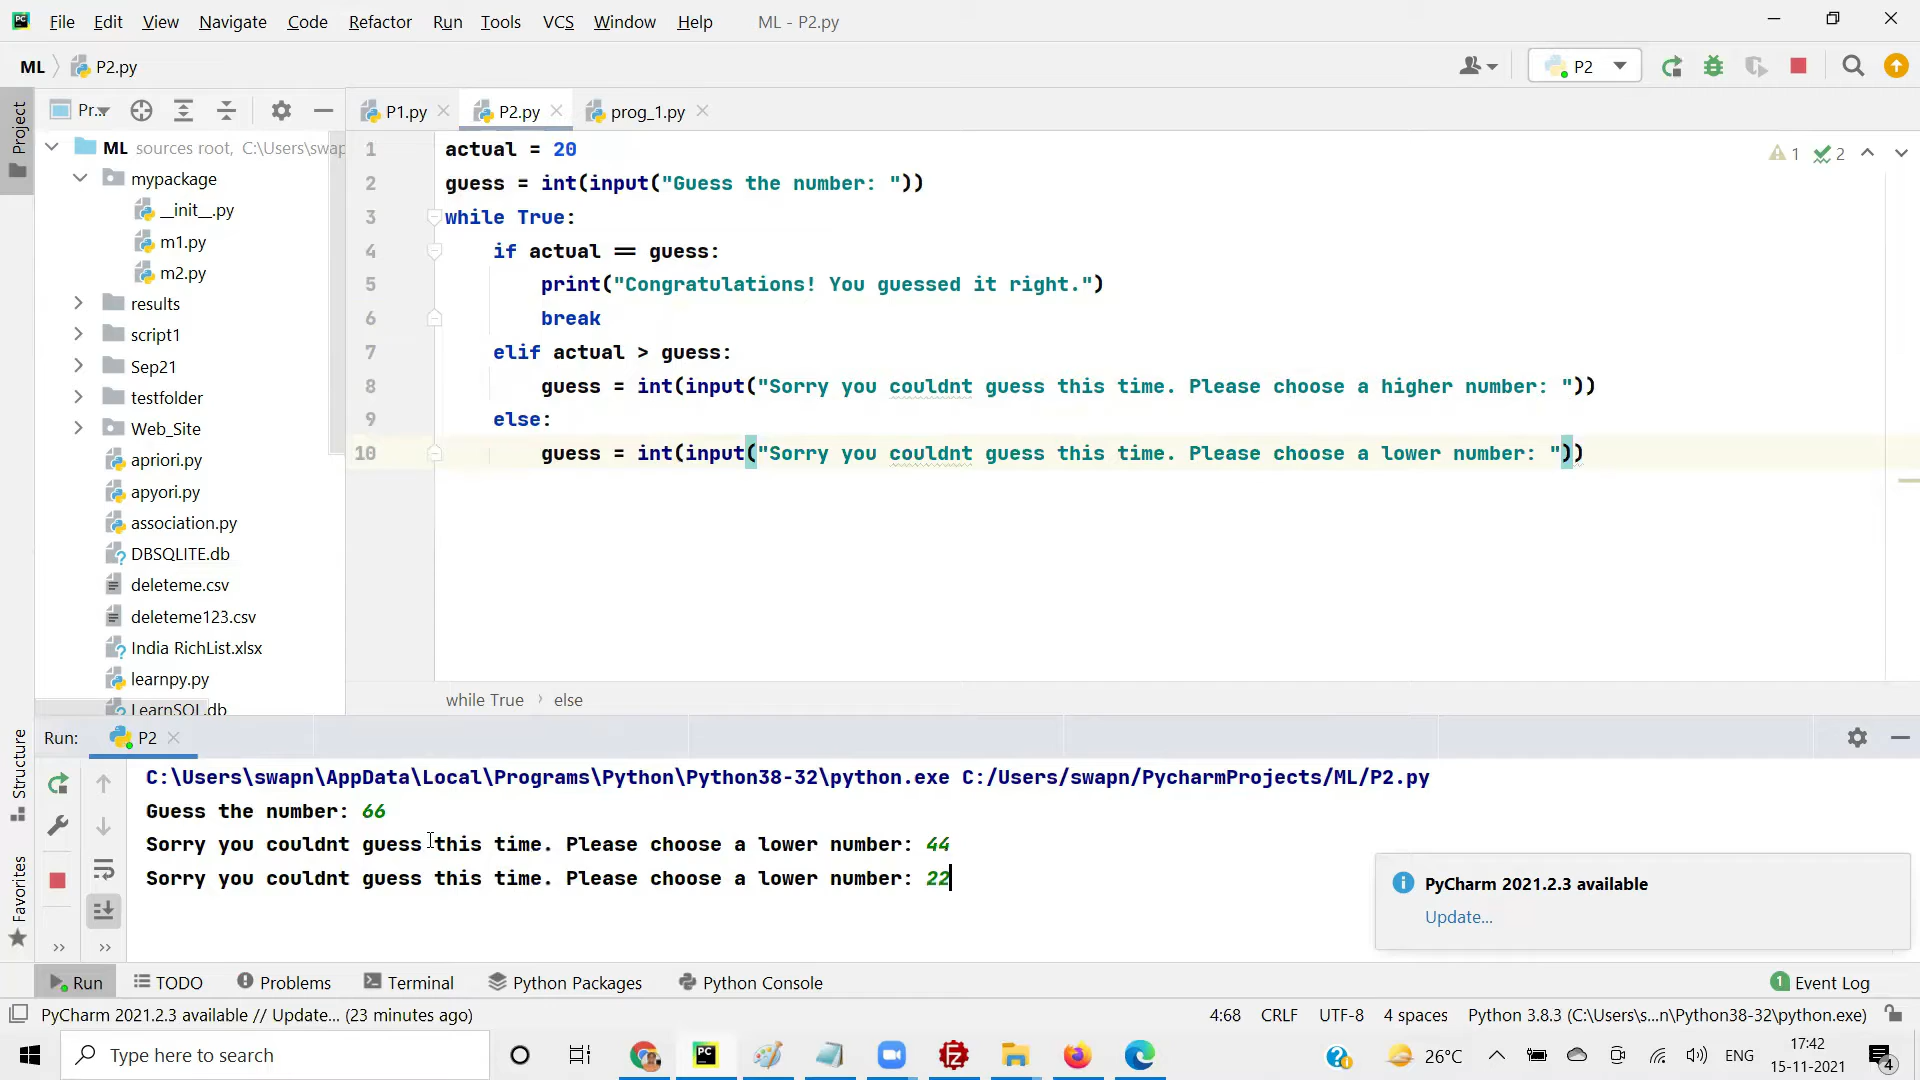 File Edit View Navigate Code Refactor Run Tools VCS Window Help ML - P2.py
ML P2.py P2
Project Pr... P1.py P2.py prog_1.py
ML sources root, C:\Users\swap
mypackage
__init__.py
m1.py
m2.py
results
script1
Sep21
testfolder
Web_Site
apriori.py
apyori.py
association.py
DBSQLITE.db
deleteme.csv
deleteme123.csv
India RichList.xlsx
learnpy.py
LearnSQL.db
1 actual = 20
2 guess = int(input("Guess the number: "))
3 while True:
4 if actual == guess:
5 print("Congratulations! You guessed it right.")
6 break
7 elif actual > guess:
8 guess = int(input("Sorry you couldnt guess this time. Please choose a higher number: "))
9 else:
10 guess = int(input("Sorry you couldnt guess this time. Please choose a lower number: "))
1 2
while True › else
Structure
Favorites
Run: P2
C:\Users\swapn\AppData\Local\Programs\Python\Python38-32\python.exe C:/Users/swapn/PycharmProjects/ML/P2.py
Guess the number: 66
Sorry you couldnt guess this time. Please choose a lower number: 44
Sorry you couldnt guess this time. Please choose a lower number: 22
PyCharm 2021.2.3 available
Update...
Run TODO Problems Terminal Python Packages Python Console 1 Event Log
PyCharm 2021.2.3 available // Update... (23 minutes ago) 4:68 CRLF UTF-8 4 spaces Python 3.8.3 (C:\Users\s...n\Python38-32\python.exe)
Type here to search 26°C ENG 17:42
15-11-2021 4